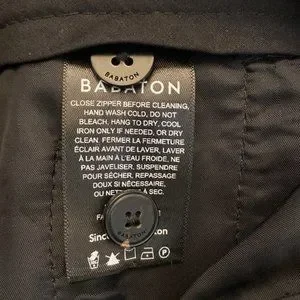 BABATON
BABATON
CLOSE ZIPPER BEFORE CLEANING,
HAND WASH COLD, DO NOT
BLEACH, HANG TO DRY, COOL
IRON ONLY IF NEEDED, OR DRY
CLEAN. FERMER LA FERMETURE
ÉCLAIR AVANT DE LAVER, LAVER
À LA MAIN À L'EAU FROIDE, NE
PAS JAVELISER, SUSPENDRE
POUR SÉCHER, REPASSAGE
DOUX SI NÉCESSAIRE,
OU NETT À SEC.